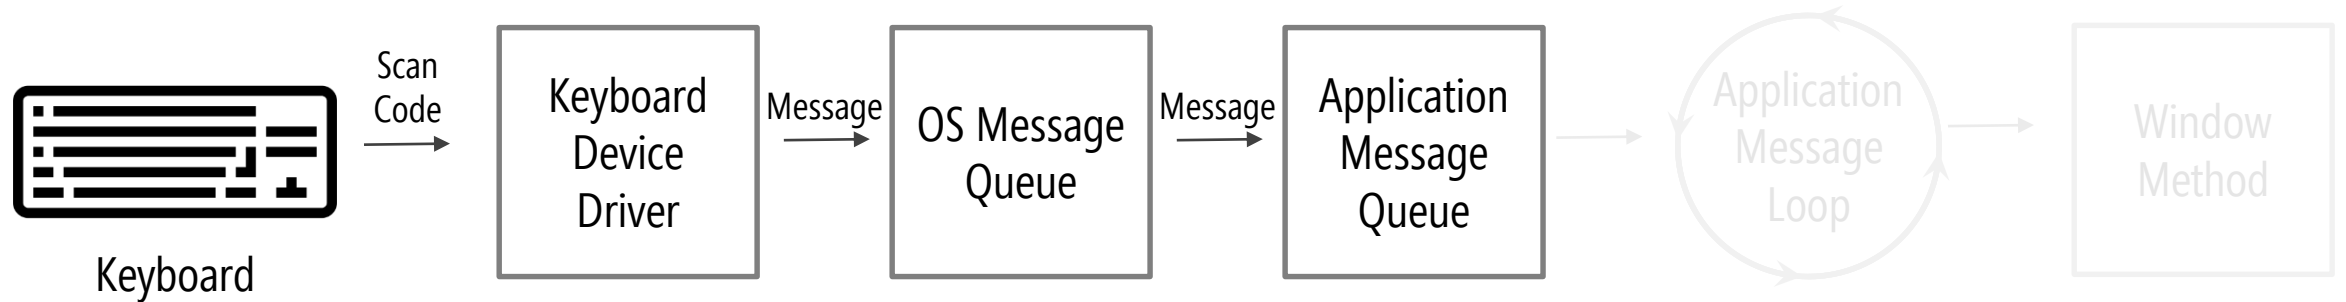 Keyboard
Scan
Code
Keyboard
Device
Driver
Message
OS Message
Queue
Message
Application
Message
Queue
Application
Message
Loop
Window
Method